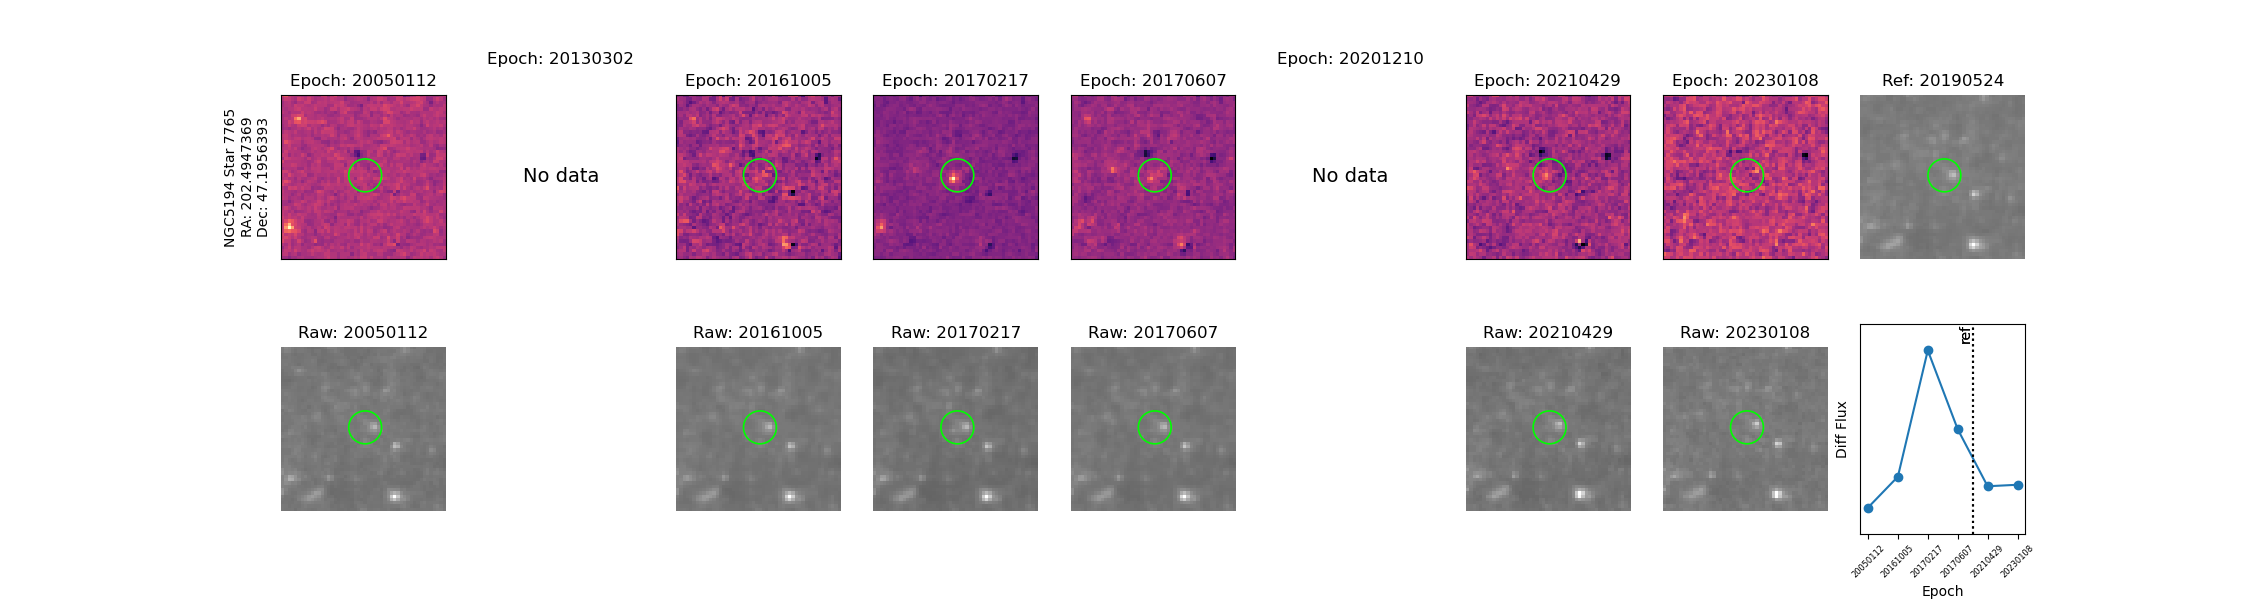 Epoch: 20130302
Epoch: 20201210
Epoch: 20050112
Epoch: 20161005
Epoch: 20170217
Epoch: 20170607
Epoch: 20210429
Epoch: 20230108
Ref: 20190524
NGC5194 Star 7765
RA: 202.4947369
Dec: 47.1956393
No data
No data
Raw: 20050112
Raw: 20161005
Raw: 20170217
Raw: 20170607
Raw: 20210429
Raw: 20230108
ref
Diff Flux
20050112
20161005
20170217
20170607
20210429
20230108
Epoch